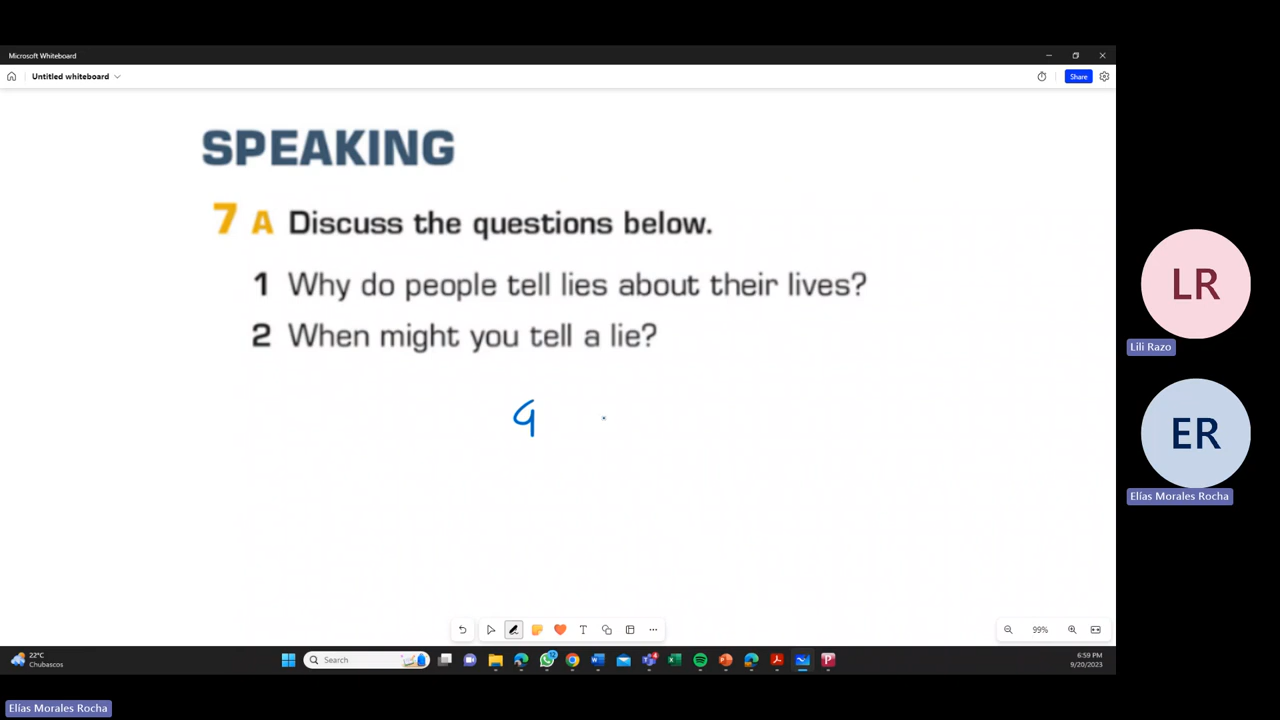 Microsoft Whiteboard
Untitled whiteboard
Share
SPEAKING
7 A Discuss the questions below.
1 Why do people tell lies about their lives?
2 When might you tell a lie?
LR
Lili Razo
ER
Elías Morales Rocha
99%
22°C
Chubascos
Search
6:59 PM
9/20/2023
Elías Morales Rocha